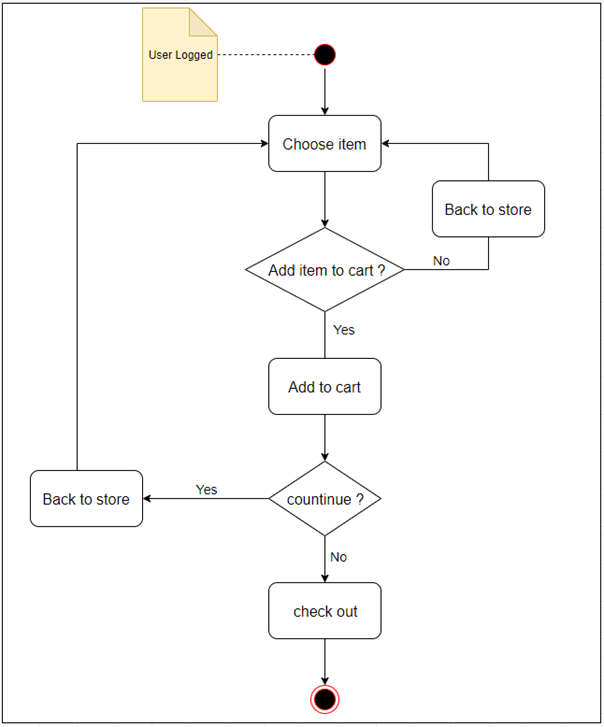 User Logged
Choose item
Back to store
Add item to cart ?
No
Yes
Add to cart
Back to store
Yes
countinue ?
No
check out